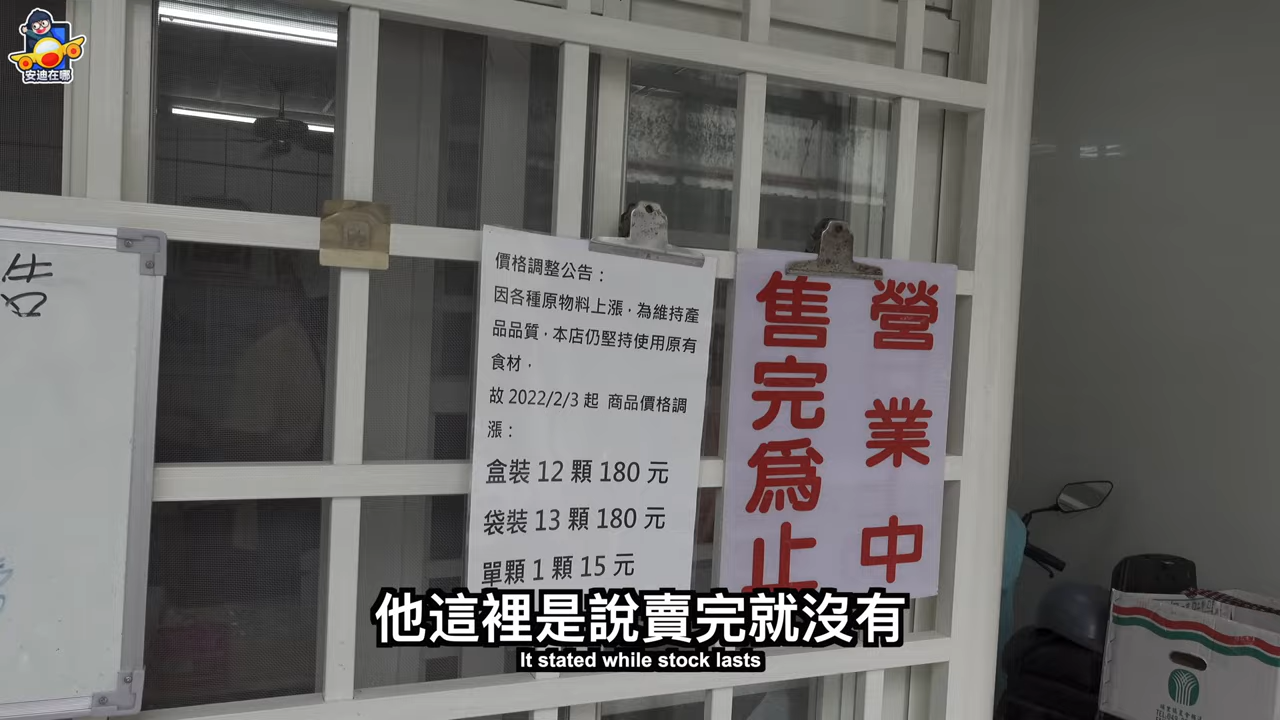 安迪在哪
告
價格調整公告：
因各種原物料上漲，為維持產
品品質，本店仍堅持使用原有
食材，
故 2022/2/3 起 商品價格調
漲：
盒裝 12 顆 180 元
袋裝 13 顆 180 元
單顆 1 顆 15 元
營業中
售完為止
他這裡是說賣完就沒有
It stated while stock lasts